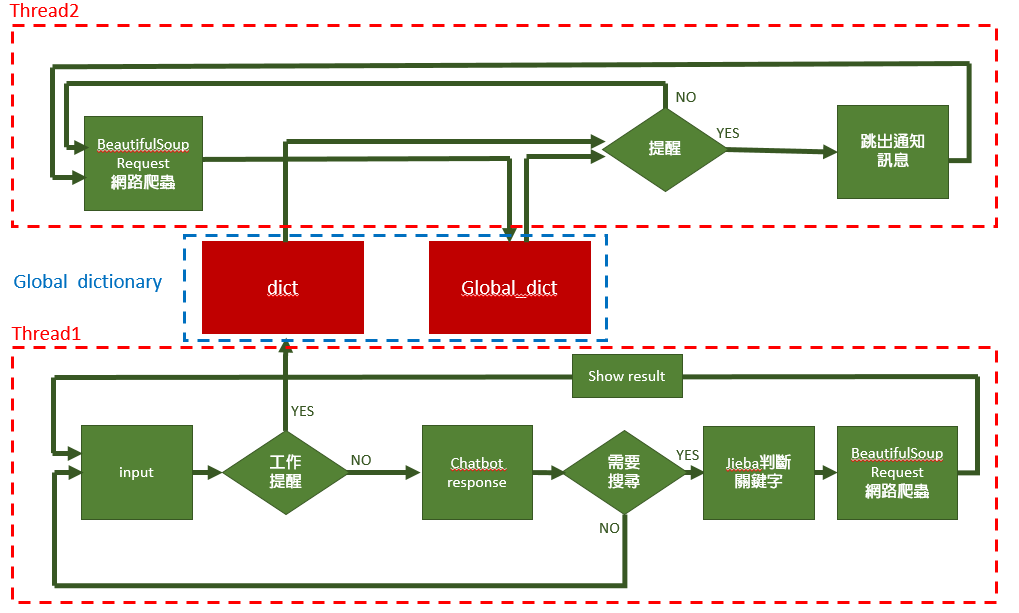 Thread2
BeautifulSoup
Request
網路爬蟲
NO
提醒
YES
跳出通知
訊息
Global dictionary
dict
Global_dict
Thread1
Show result
input
YES
工作
提醒
NO
Chatbot
response
需要
搜尋
YES
NO
Jieba判斷
關鍵字
BeautifulSoup
Request
網路爬蟲